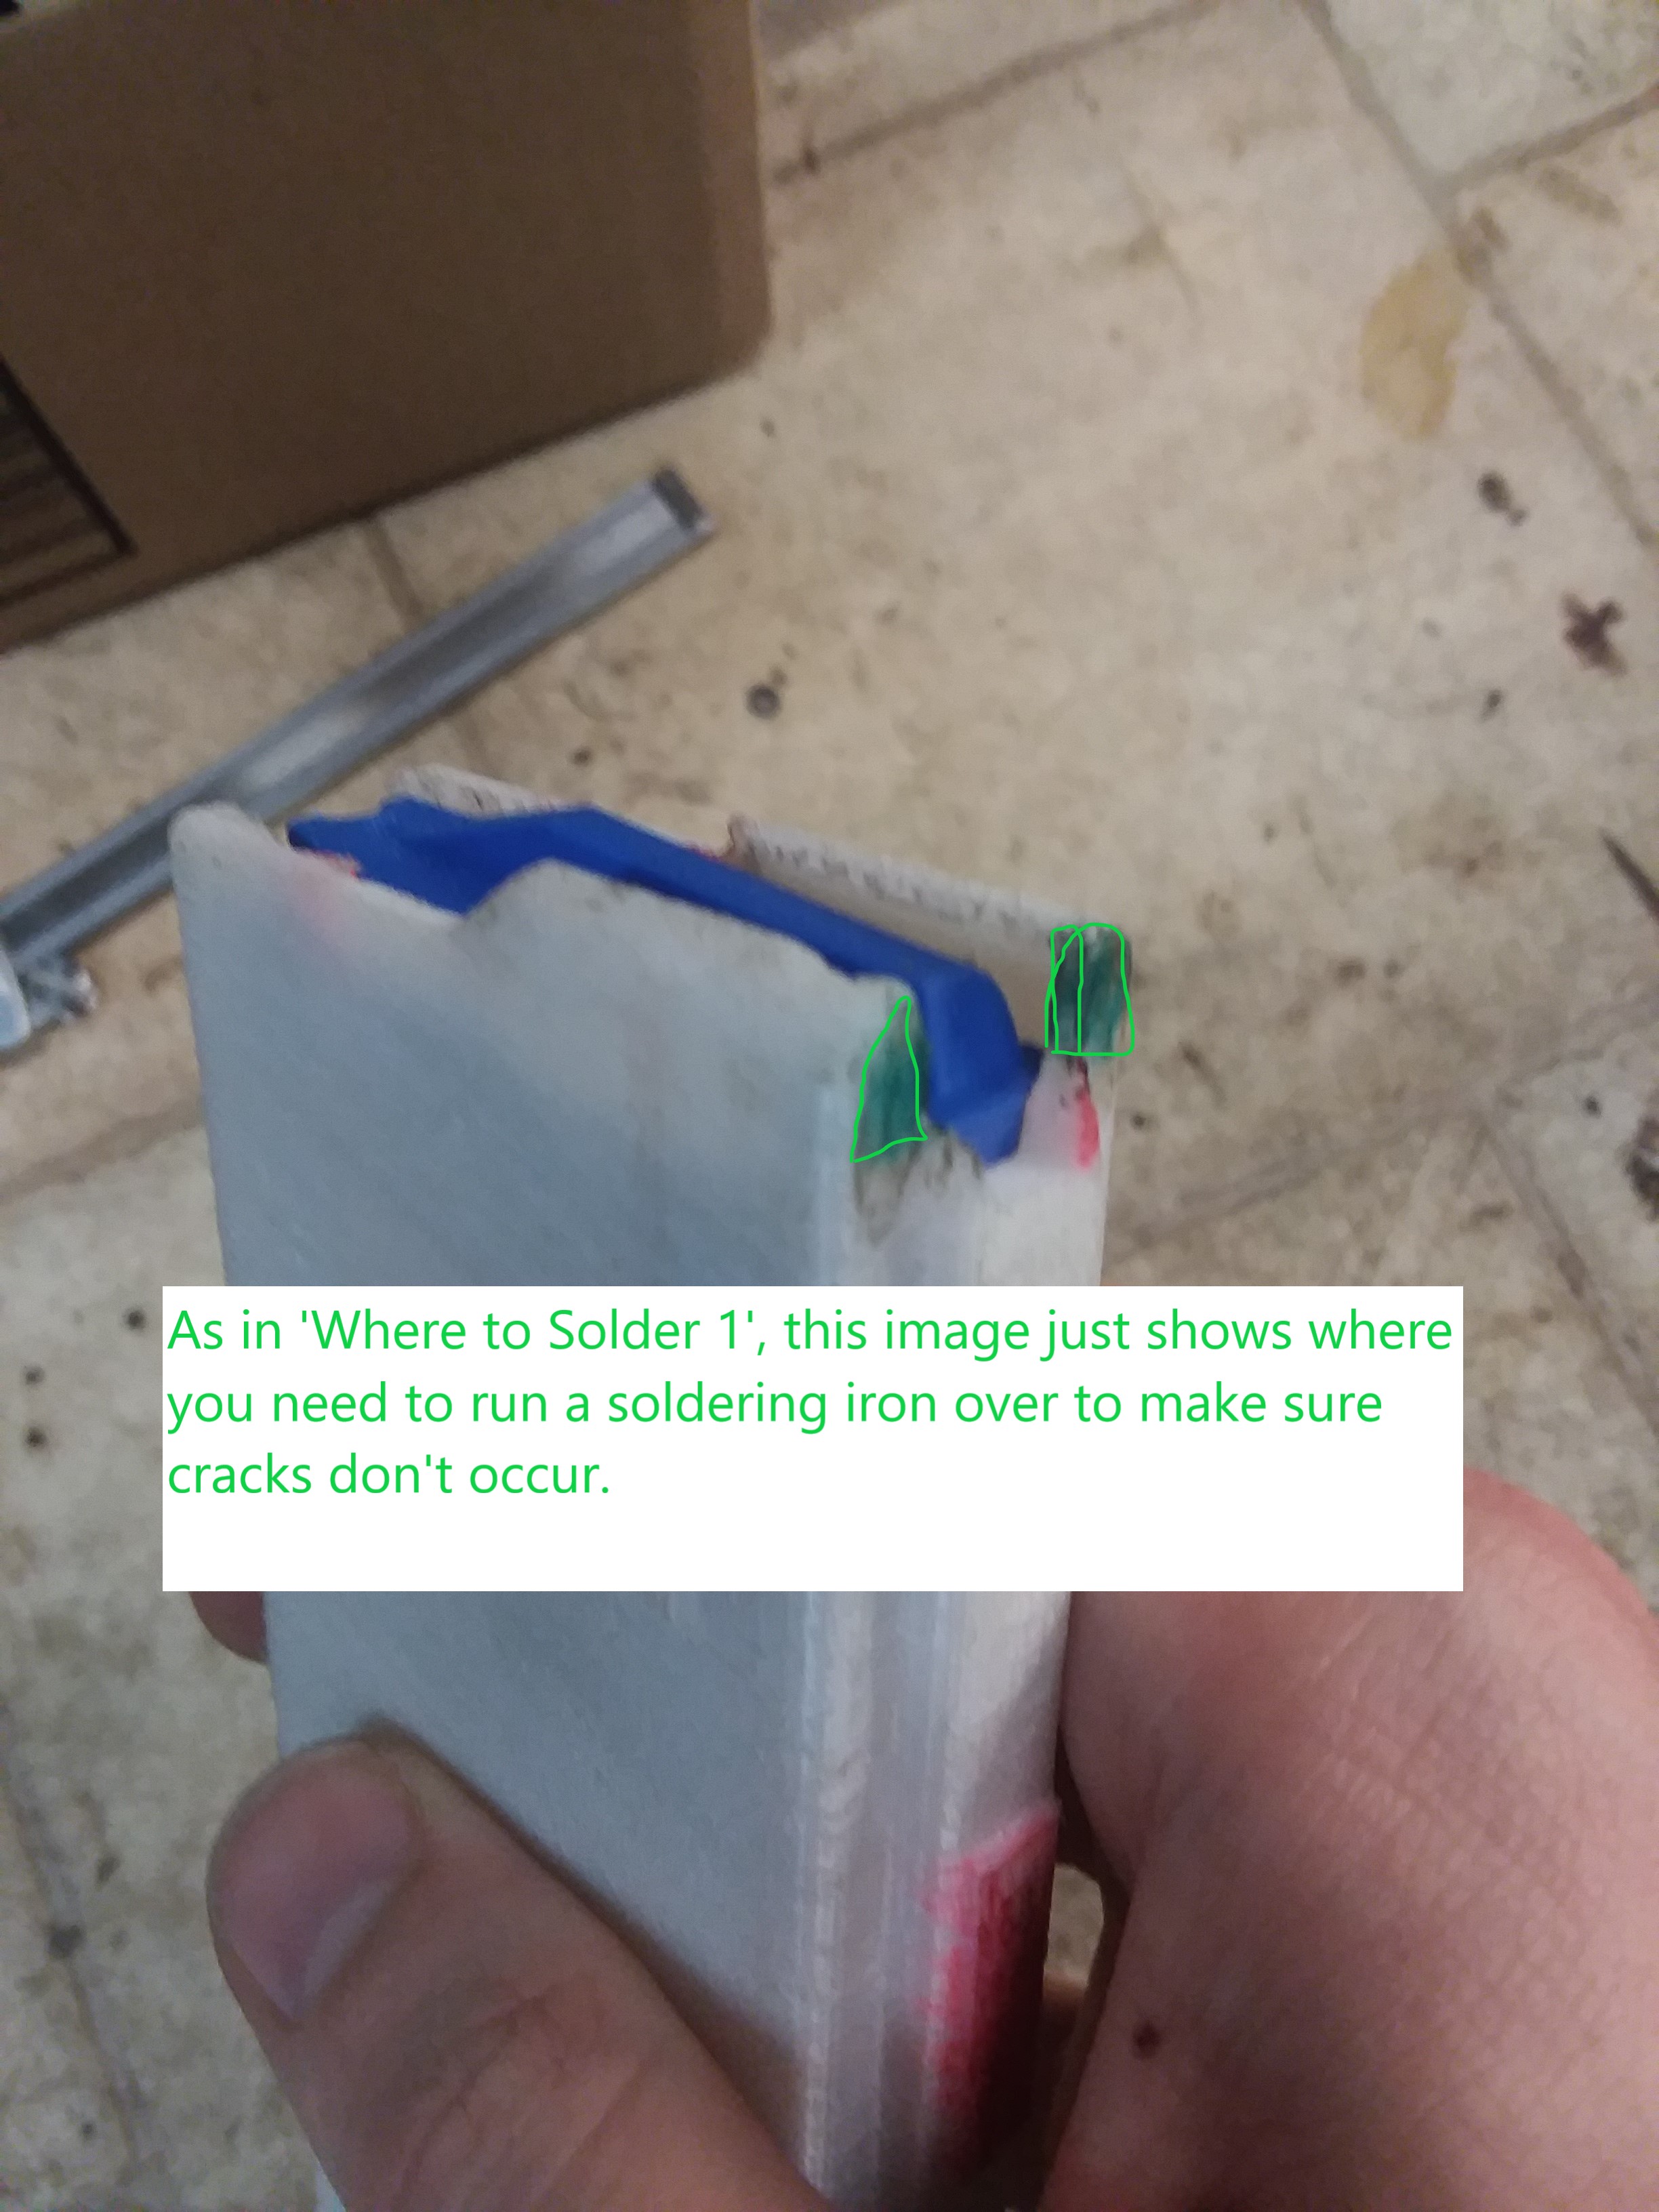 As in 'Where to Solder 1', this image just shows where
you need to run a soldering iron over to make sure
cracks don't occur.